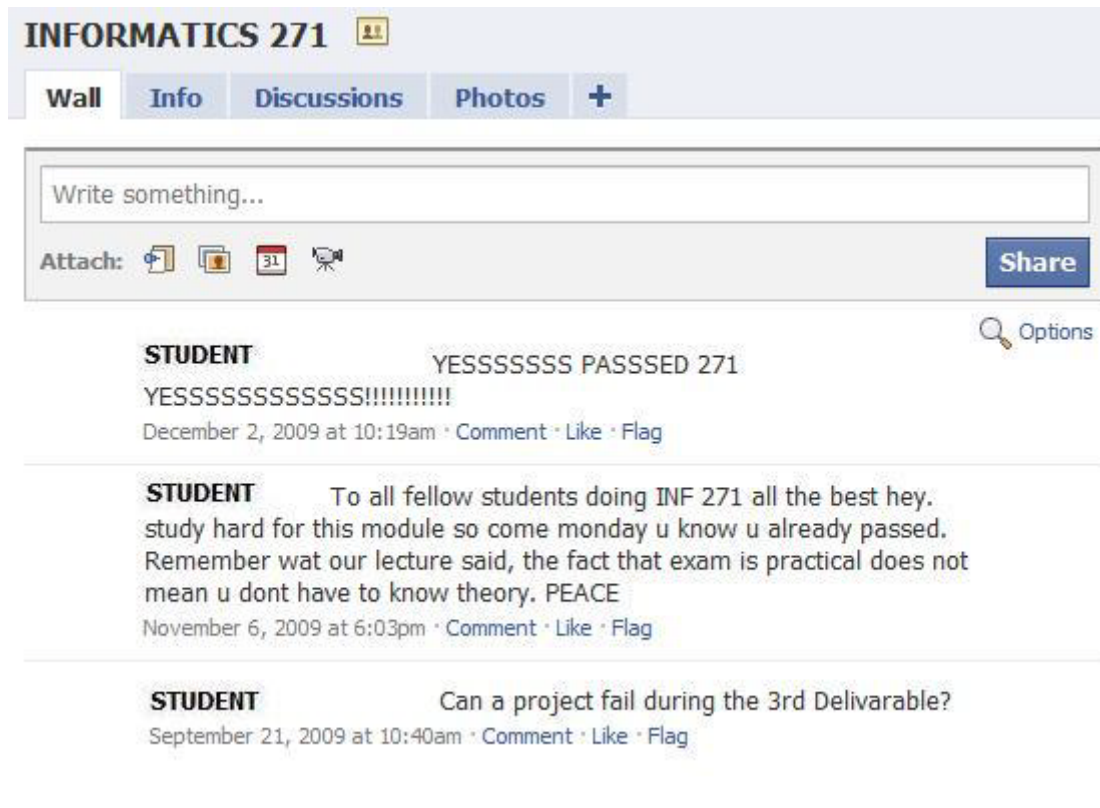 INFORMATICS 271
Wall Info Discussions Photos +
Write something...
Attach: 31 Share
Options
STUDENT YESSSSSSS PASSSED 271
YESSSSSSSSSSSS!!!!!!!!!!!
December 2, 2009 at 10:19am · Comment · Like · Flag
STUDENT To all fellow students doing INF 271 all the best hey.
study hard for this module so come monday u know u already passed.
Remember wat our lecture said, the fact that exam is practical does not
mean u dont have to know theory. PEACE
November 6, 2009 at 6:03pm · Comment · Like · Flag
STUDENT Can a project fail during the 3rd Delivarable?
September 21, 2009 at 10:40am · Comment · Like · Flag